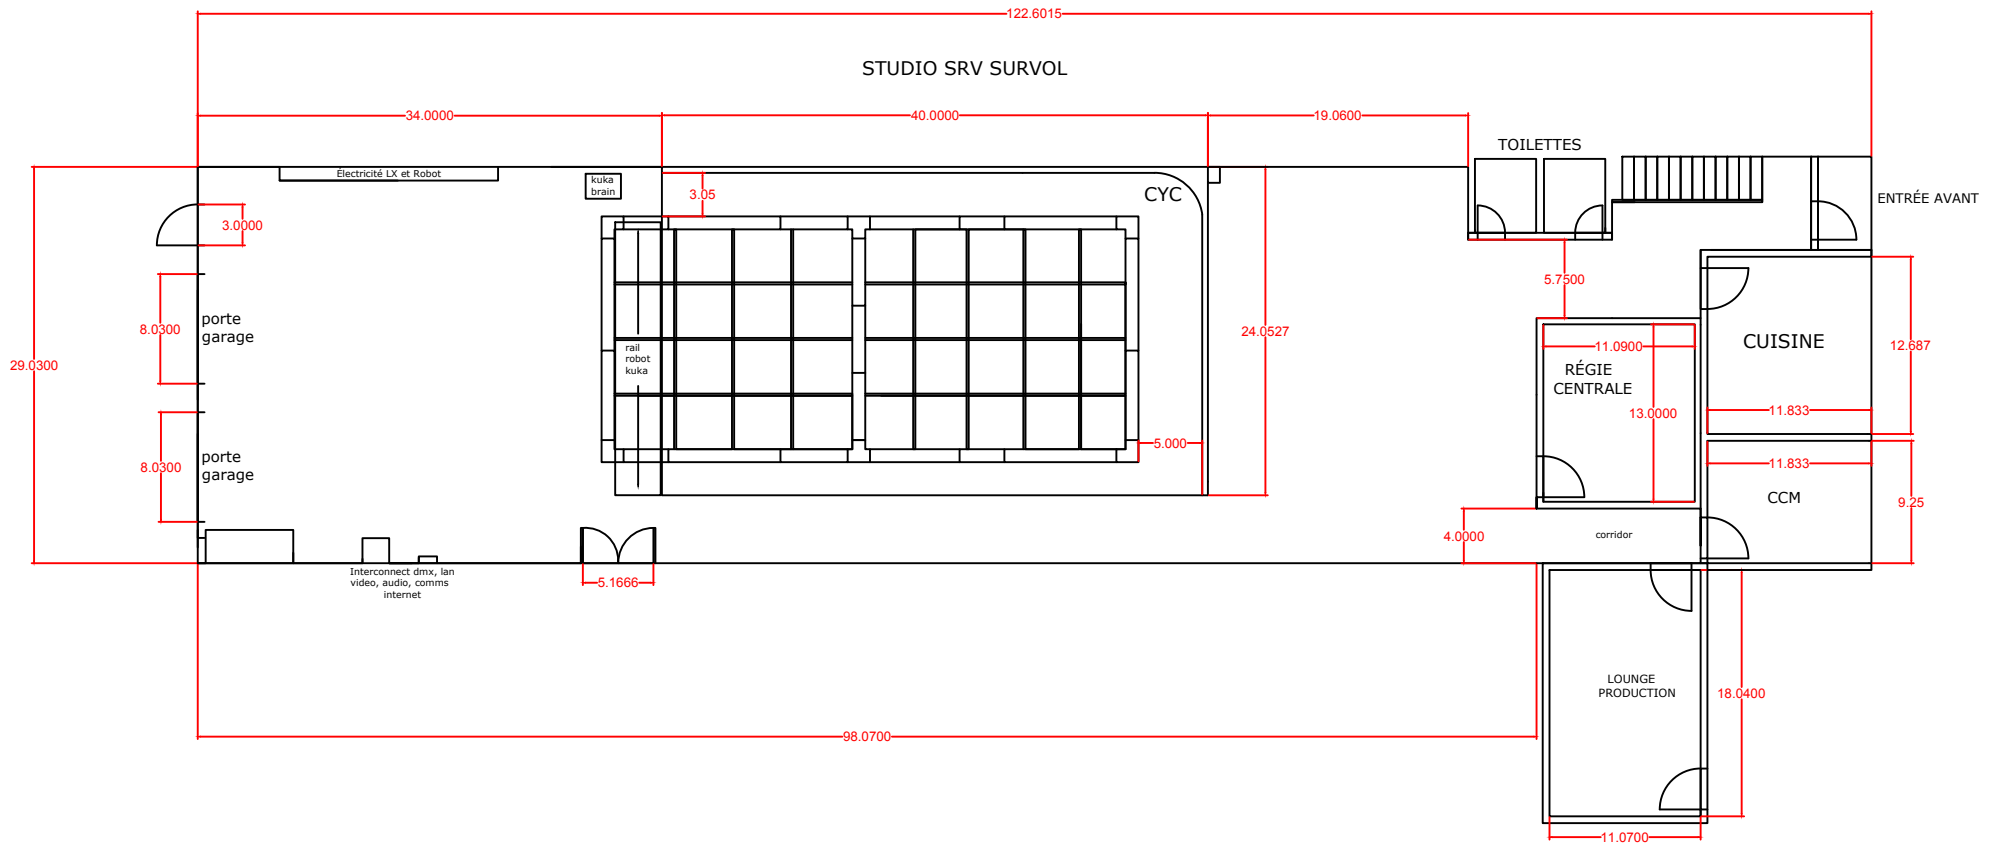 122.6015
STUDIO SRV SURVOL
34.0000
40.0000
19.0600
TOILETTES
Électricité LX et Robot
kuka
brain
3.05
CYC
ENTRÉE AVANT
3.0000
5.7500
8.0300
porte
garage
24.0527
29.0300
rail
robot
kuka
11.0900
CUISINE
12.687
RÉGIE
CENTRALE
13.0000
11.833
5.000
8.0300
porte
garage
11.833
CCM
9.25
4.0000
corridor
Interconnect dmx, lan
video, audio, comms
internet
5.1666
LOUNGE
PRODUCTION
18.0400
98.0700
11.0700